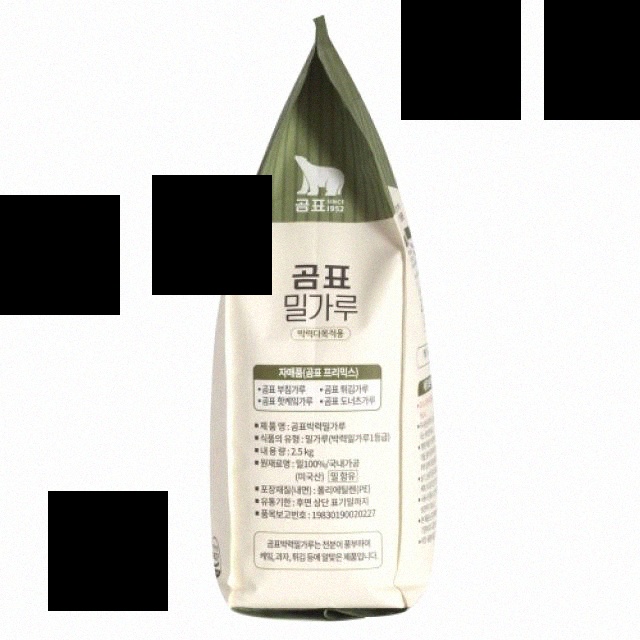 곰표 SINCE 1952
곰표
밀가루
박력다목적용
자매품(곰표 프리믹스)
• 곰표 부침가루 • 곰표 튀김가루
• 곰표 핫케익가루 • 곰표 도너츠가루
■ 제 품 명 : 곰표박력밀가루
■ 식품의 유형 : 밀가루(박력밀가루1등급)
■ 내 용 량 : 2.5 kg
■ 원재료명 : 밀100%/국내가공
(미국산) 밀 함유
■ 포장재질(내면) : 폴리에틸렌(PE)
■ 유통기한 : 후면 상단 표기일까지
■ 품목보고번호 : 19830190020227
곰표박력밀가루는 전분이 풍부하여
케익, 과자, 튀김 등에 알맞은 제품입니다.